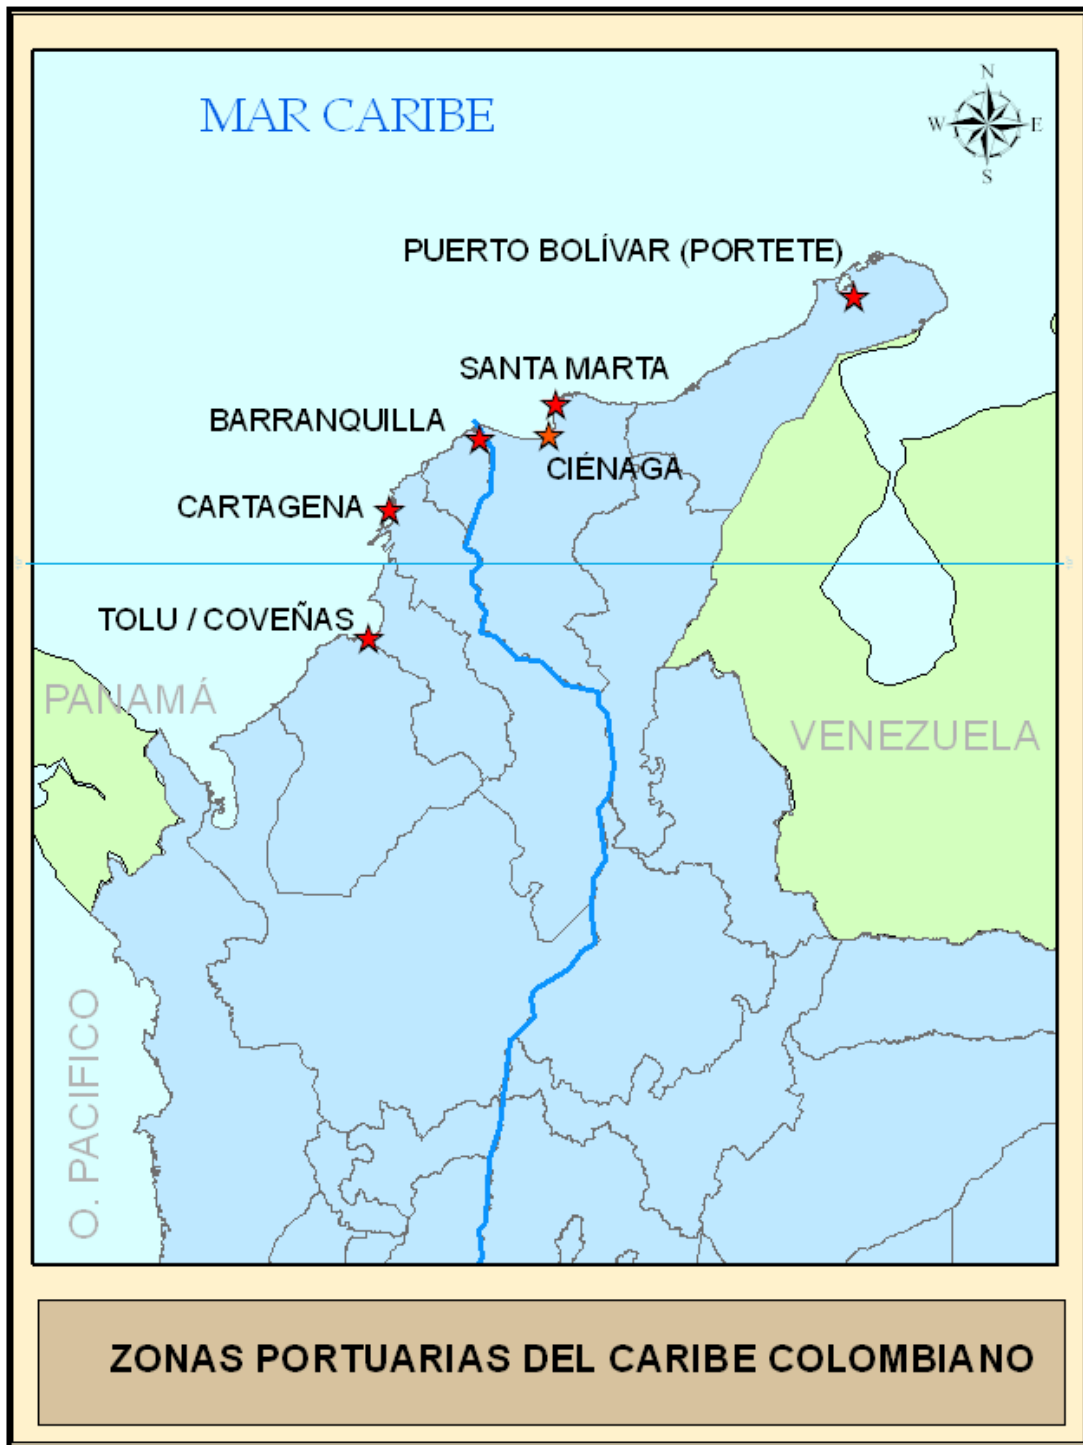 MAR CARIBE
N
W
E
S
PUERTO BOLÍVAR (PORTETE)
SANTA MARTA
BARRANQUILLA
CIÉNAGA
CARTAGENA
TOLU / COVEÑAS
PANAMÁ
VENEZUELA
O. PACIFICO
ZONAS PORTUARIAS DEL CARIBE COLOMBIANO